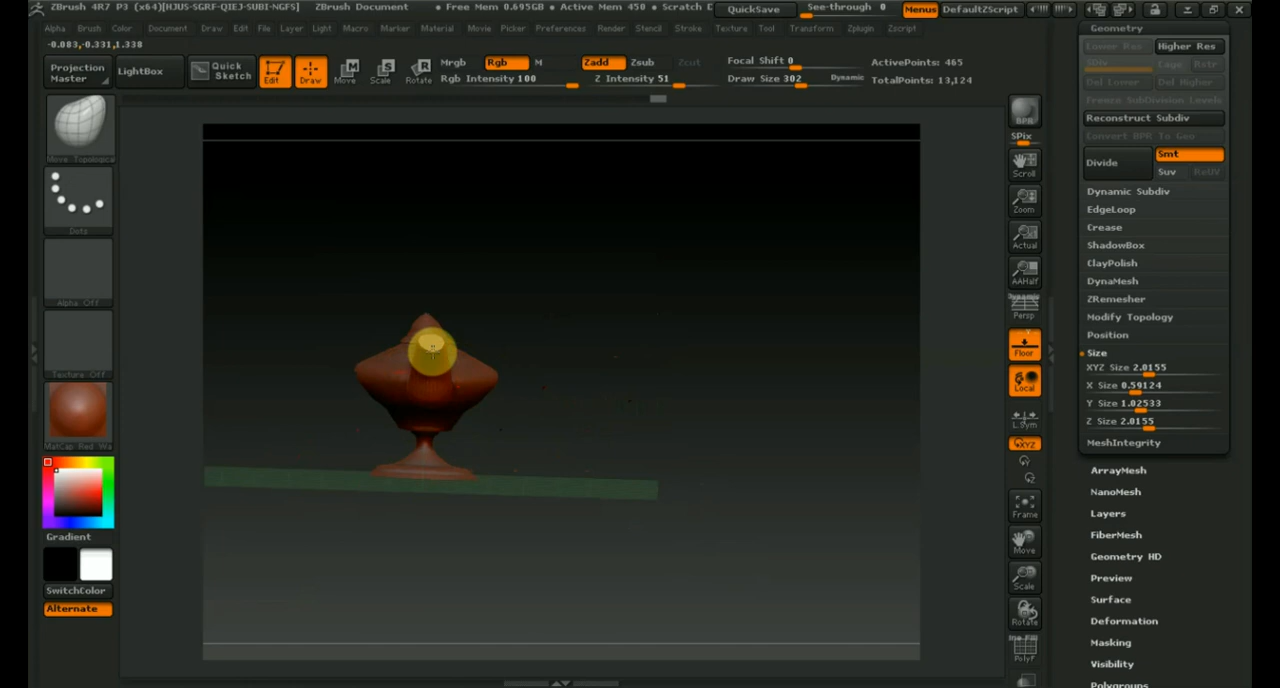 ZBrush 4R7 P3 (x64)[HJUS-SGRF-QIEJ-SUBI-NGFS] ZBrush Document • Free Mem 0.695GB • Active Mem 450 • Scratch D QuickSave See-through 0 Menus DefaultZScript
Alpha Brush Color Document Draw Edit File Layer Light Macro Marker Material Movie Picker Preferences Render Stencil Stroke Texture Tool Transform Zplugin Zscript
-0.083,-0.331,1.338
Projection Master
LightBox
Quick Sketch
Edit
Draw
Move
Scale
Rotate
Mrgb Rgb M
Rgb Intensity 100
Zadd Zsub Zcut
Z Intensity 51
Focal Shift 0
Draw Size 302 Dynamic
ActivePoints: 465
TotalPoints: 13,124
Move Topological
Dots
Alpha Off
Texture Off
MatCap Red Wa
Gradient
SwitchColor
Alternate
BPR
SPix
Scroll
Zoom
Actual
AAHalf
Dynamic
Persp
Floor
Local
L.Sym
XYZ
Frame
Move
Scale
Rotate
PolyF
Geometry
Lower Res Higher Res
SDiv Cage Rstr
Del Lower Del Higher
Freeze SubDivision Levels
Reconstruct Subdiv
Convert BPR To Geo
Divide
Smt
Suv ReUV
Dynamic Subdiv
EdgeLoop
Crease
ShadowBox
ClayPolish
DynaMesh
ZRemesher
Modify Topology
Position
Size
XYZ Size 2.0155
X Size 0.59124
Y Size 1.02533
Z Size 2.0155
MeshIntegrity
ArrayMesh
NanoMesh
Layers
FiberMesh
Geometry HD
Preview
Surface
Deformation
Masking
Visibility
Polygroups